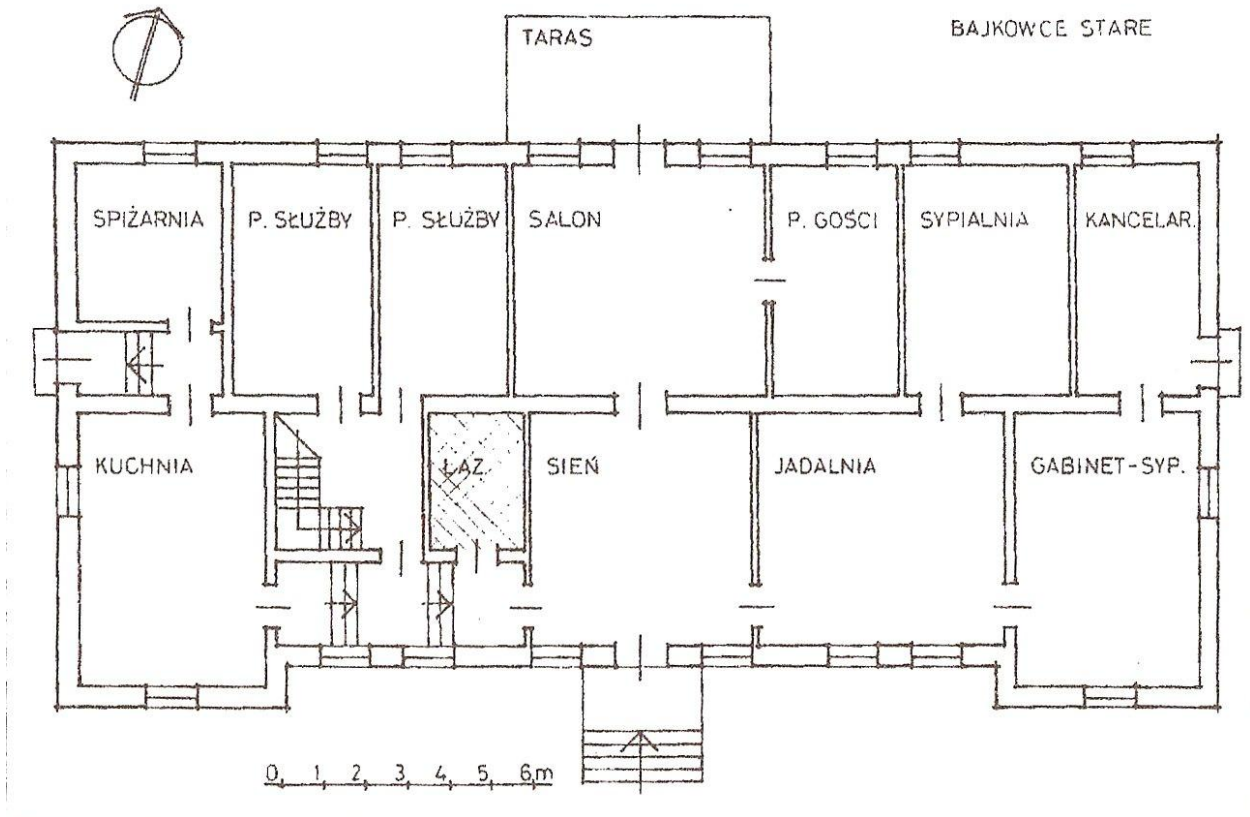 BAJKOWCE STARE
TARAS
SPIŻARNIA
P. SŁUŻBY
P. SŁUŻBY
SALON
P. GOŚCI
SYPIALNIA
KANCELAR.
KUCHNIA
ŁAZ.
SIEŃ
JADALNIA
GABINET-SYP.
0 1 2 3 4 5 6m